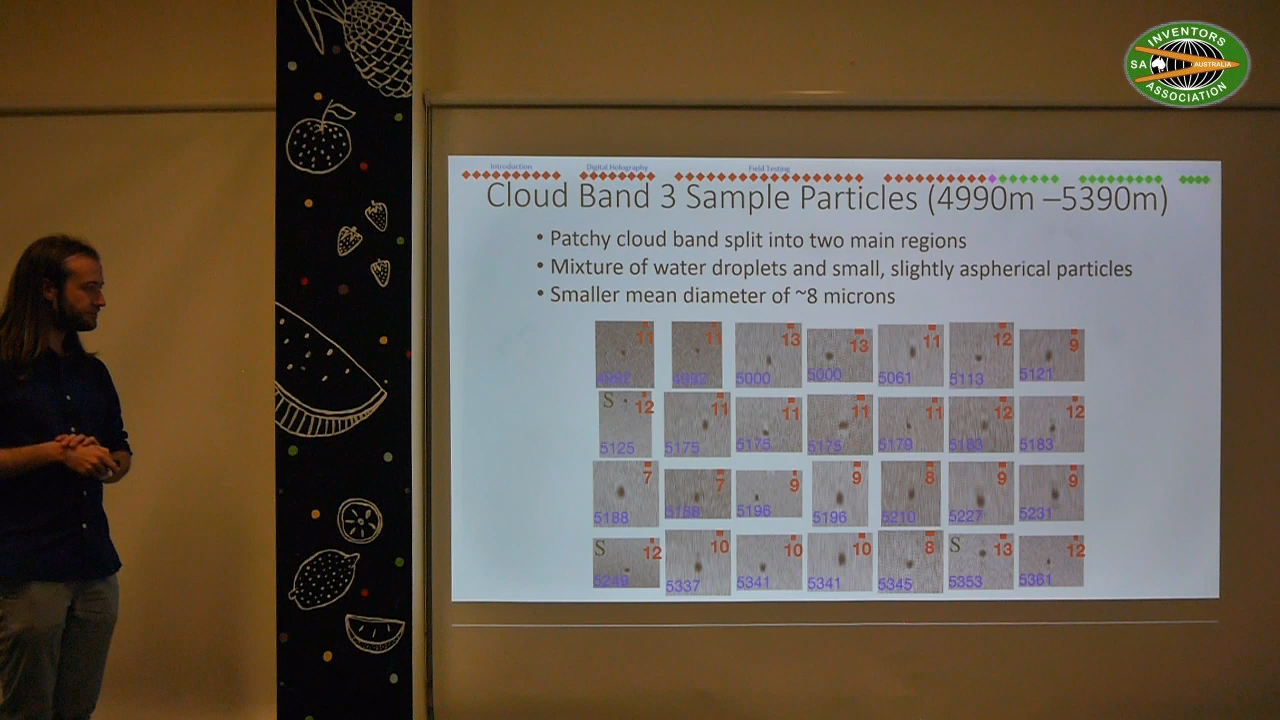 INVENTORS
SA AUSTRALIA
ASSOCIATION
Introduction Digital Holography Field Testing
Cloud Band 3 Sample Particles (4990m –5390m)
• Patchy cloud band split into two main regions
• Mixture of water droplets and small, slightly aspherical particles
• Smaller mean diameter of ~8 microns
11 11 13 13 11 12 9
4992 4992 5000 5000 5061 5113 5121
S 12 11 11 11 11 12 12
5125 5175 5175 5175 5179 5183 5183
7 7 9 9 8 9 9
5188 5188 5196 5196 5210 5227 5231
S 12 10 10 10 8 S 13 12
5249 5337 5341 5341 5345 5353 5361